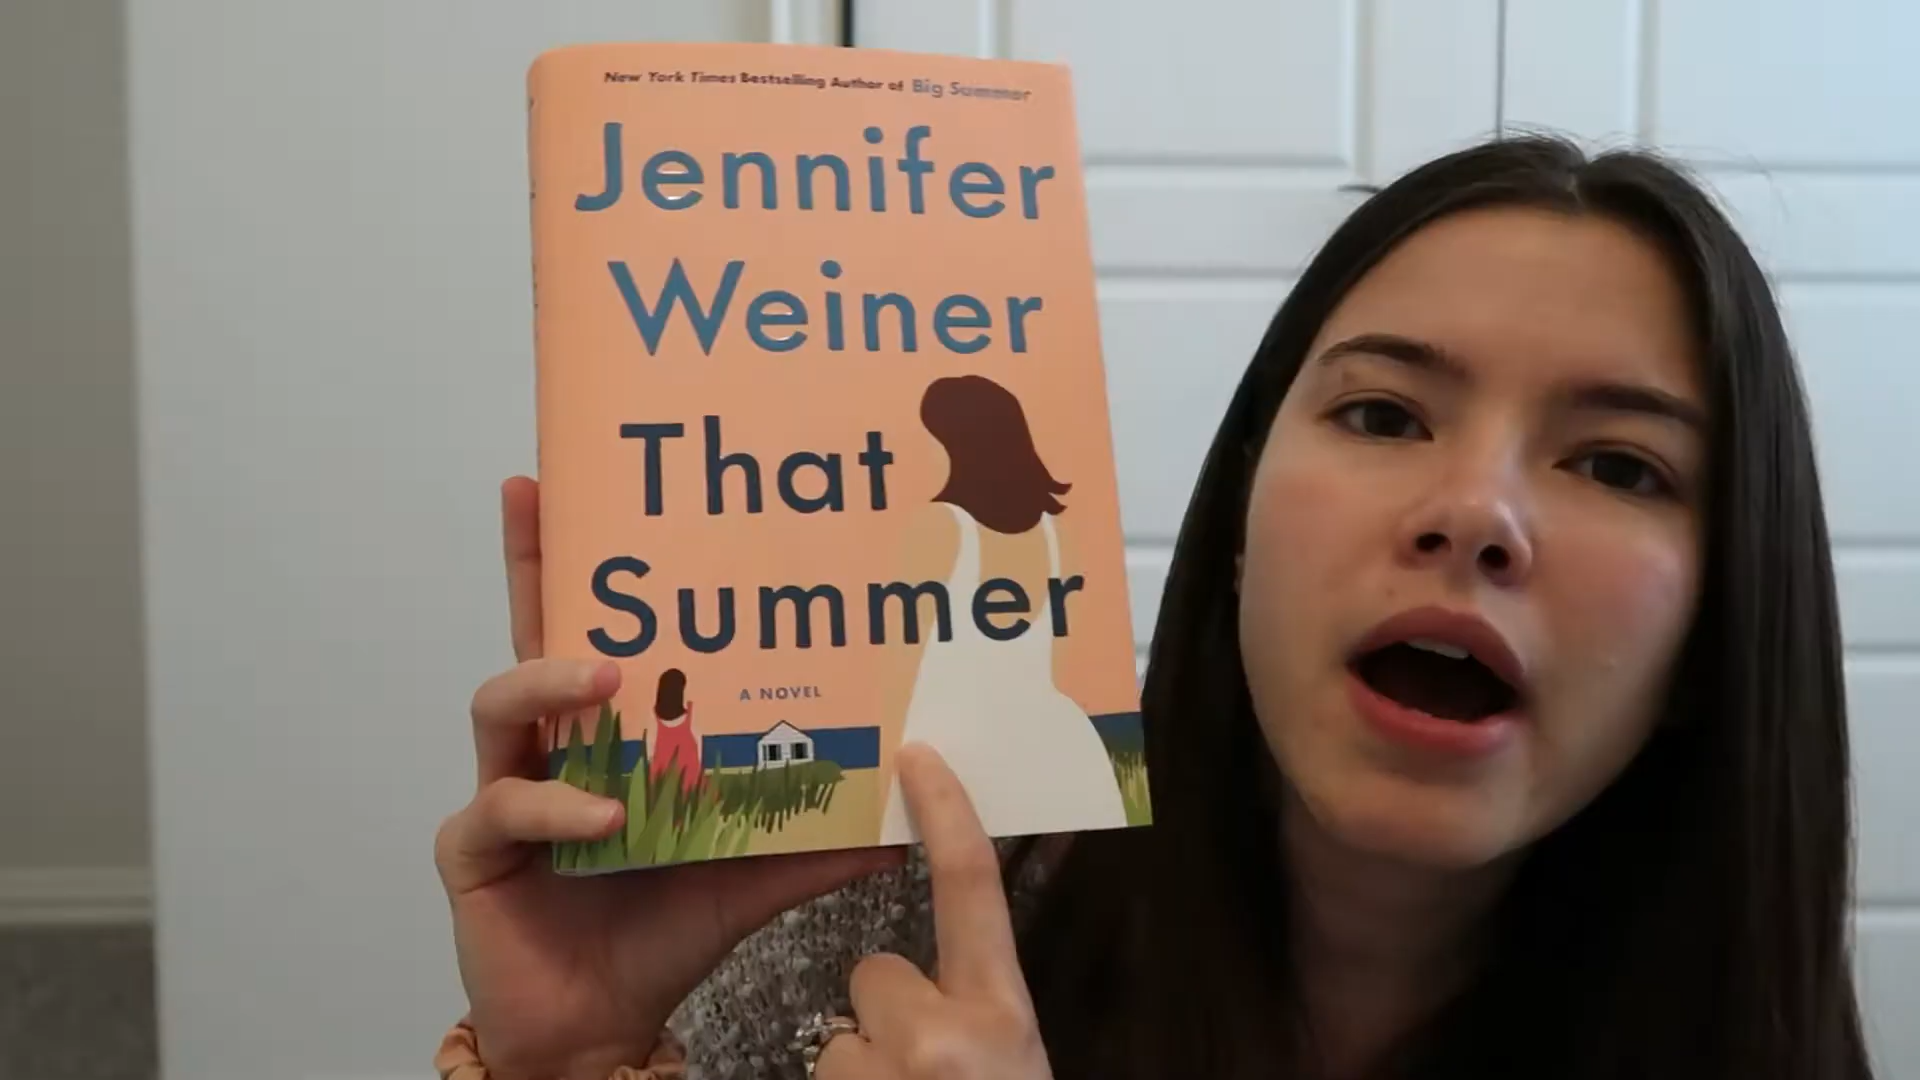 New York Times Bestselling Author of Big Summer
Jennifer
Weiner
That
Summer
A NOVEL